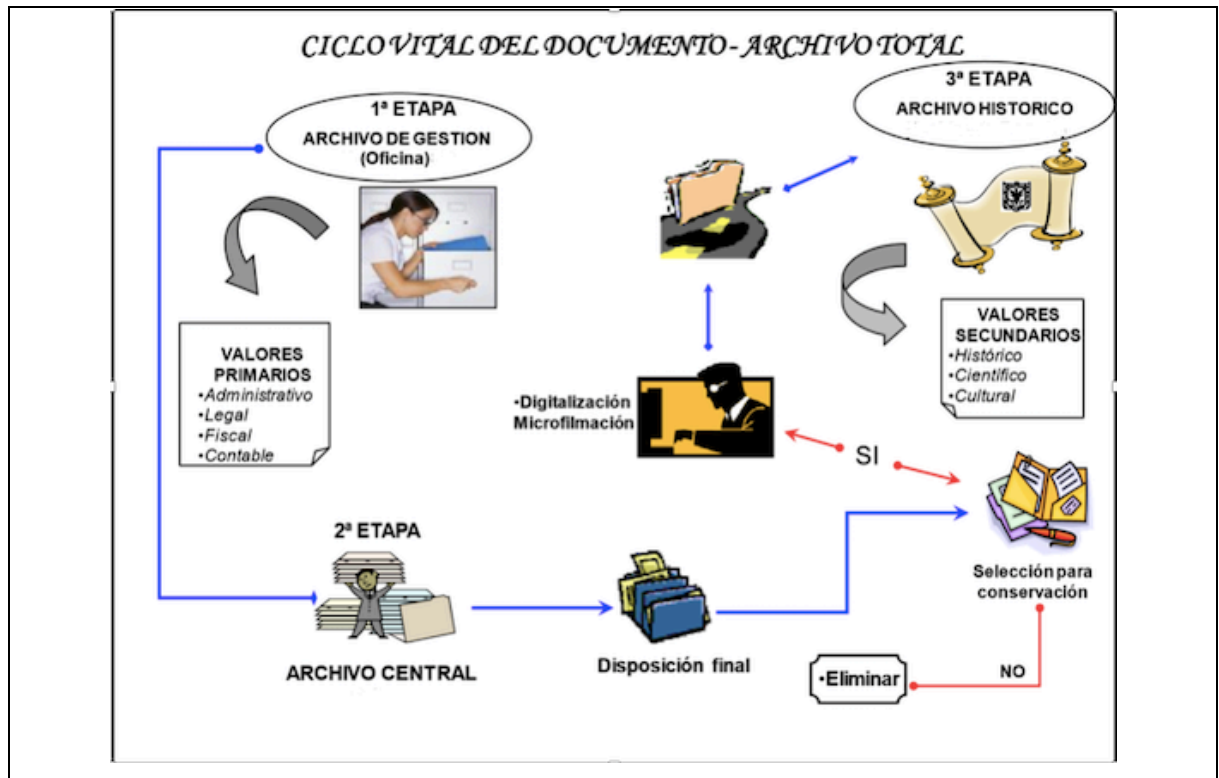 CICLO VITAL DEL DOCUMENTO - ARCHIVO TOTAL
1ª ETAPA
ARCHIVO DE GESTION
(Oficina)
3ª ETAPA
ARCHIVO HISTORICO
VALORES
PRIMARIOS
•Administrativo
•Legal
•Fiscal
•Contable
VALORES
SECUNDARIOS
•Histórico
•Científico
•Cultural
•Digitalización
Microfilmación
SI
2ª ETAPA
ARCHIVO CENTRAL
Disposición final
Selección para
conservación
NO
•Eliminar